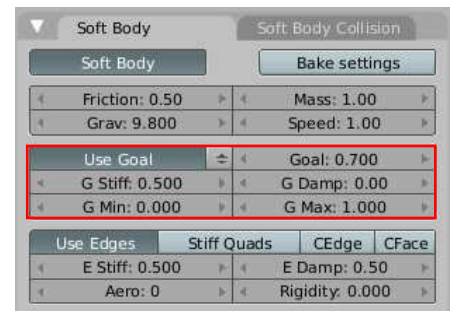 Soft Body Soft Body Collision
Soft Body Bake settings
Friction: 0.50 Mass: 1.00
Grav: 9.800 Speed: 1.00
Use Goal Goal: 0.700
G Stiff: 0.500 G Damp: 0.00
G Min: 0.000 G Max: 1.000
Use Edges Stiff Quads CEdge CFace
E Stiff: 0.500 E Damp: 0.50
Aero: 0 Rigidity: 0.000